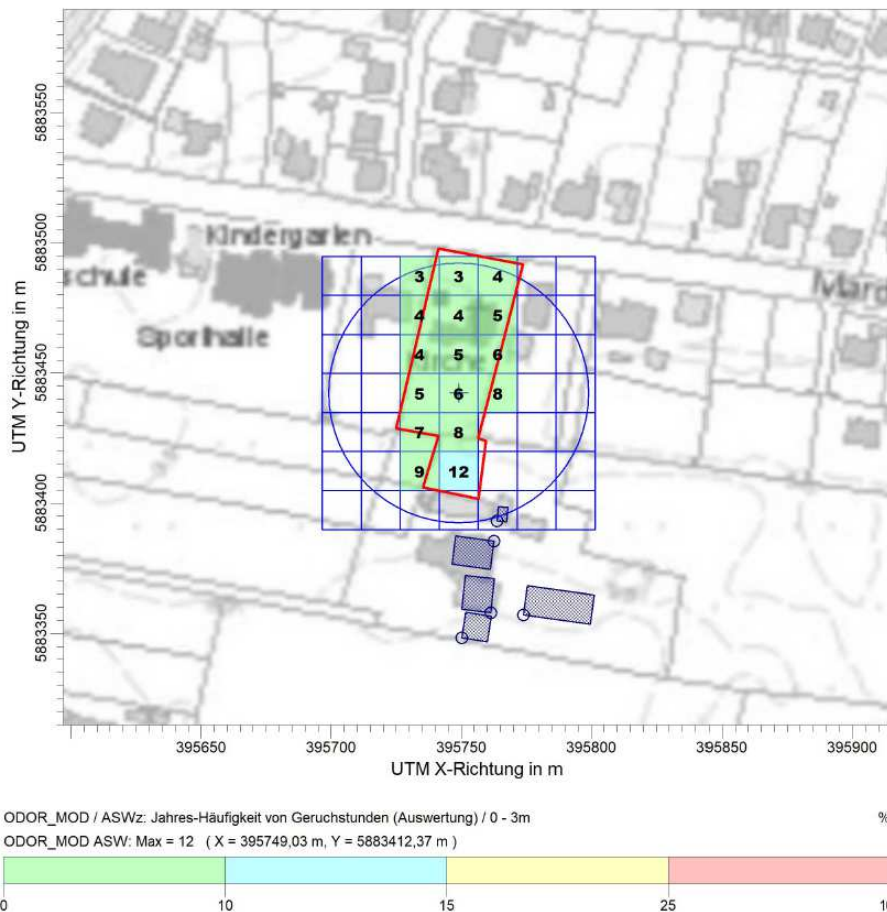 5883550
5883500
5883450
5883400
5883350
UTM Y-Richtung in m
Kindergarten
schule
Sporthalle
Kirche
3 3 4
4 4 5
4 5 6
5 6 8
7 8
9 12
395650 395700 395750 395800 395850 395900
UTM X-Richtung in m
ODOR_MOD / ASWz: Jahres-Häufigkeit von Geruchstunden (Auswertung) / 0 - 3m %
ODOR_MOD ASW: Max = 12 ( X = 395749,03 m, Y = 5883412,37 m )
0 10 15 25 10